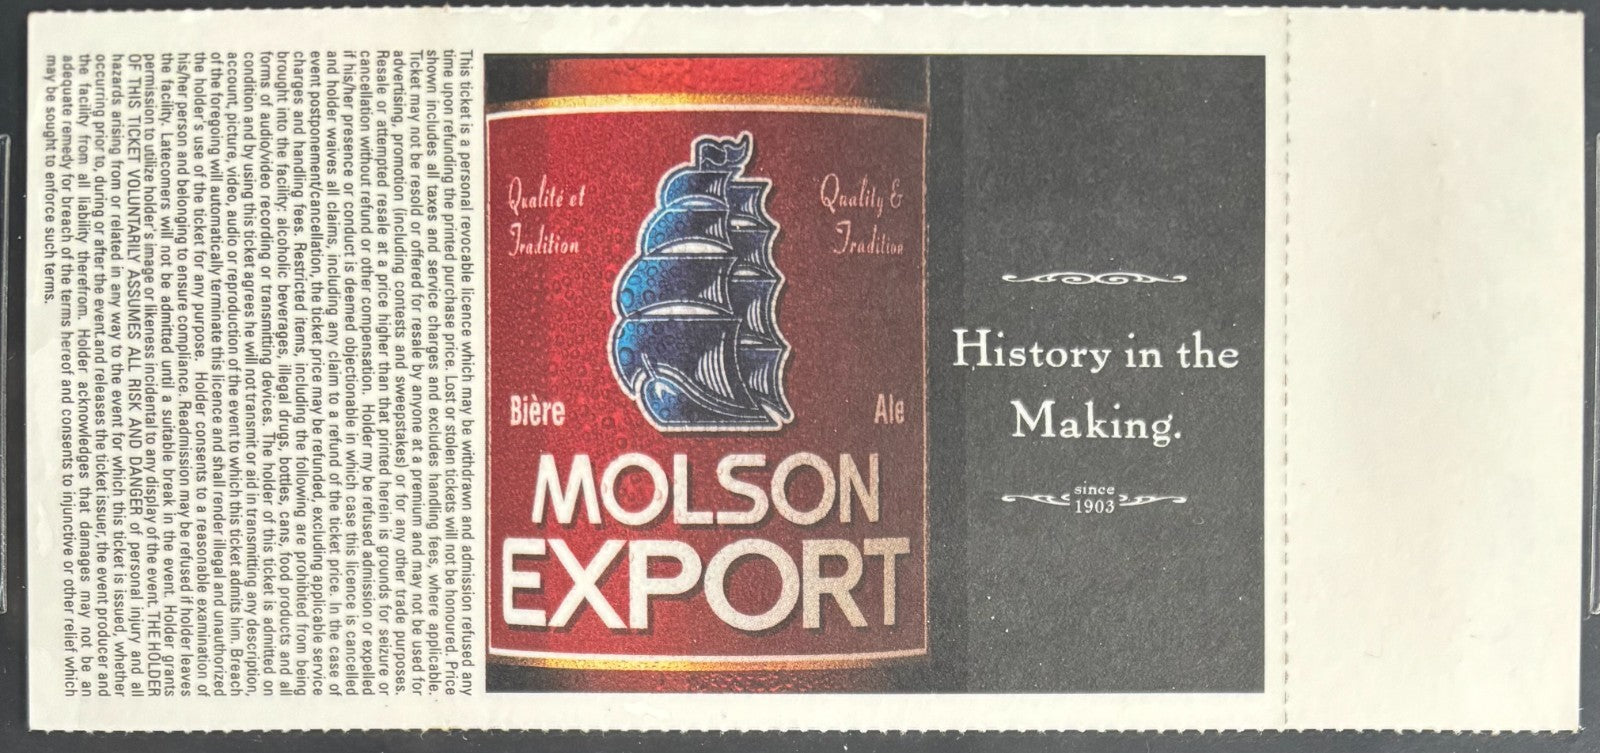 This ticket is a personal revocable licence which may be withdrawn and admission refused any
time upon refunding the printed purchase price. Lost or stolen tickets will not be honoured. Price
shown includes all taxes and service charges and excludes handling fees, where applicable.
Ticket may not be resold or offered for resale by anyone at a premium and may not be used for
advertising, promotion (including contests and sweepstakes) or for any other trade purposes.
Resale or attempted resale at a price higher than that printed herein is grounds for seizure or
cancellation without refund or other compensation. Holder my be refused admission or expelled
if his/her presence or conduct is deemed objectionable in which case this licence is cancelled
and holder waives all claims, including any claim to a refund of the ticket price. In the case of
event postponement/cancellation, the ticket price may be refunded, excluding applicable service
charges and handling fees. Restricted items, including the following are prohibited from being
brought into the facility: alcoholic beverages, illegal drugs, bottles, cans, food products and all
forms of audio/video recording or transmitting devices. The holder of this ticket is admitted on
condition and by using this ticket agrees he will not transmit or aid in transmitting any description,
account, picture, video, audio or reproduction of the event to which this ticket admits him. Breach
of the foregoing will automatically terminate this licence and shall render illegal and unauthorized
the holder's use of the ticket for any purpose. Holder consents to a reasonable examination of
his/her person and belonging to ensure compliance. Readmission may be refused if holder leaves
the facility. Latecomers will not be admitted until a suitable break in the event. Holder grants
permission to utilize holder's image or likeness incidental to any display of the event. THE HOLDER
OF THIS TICKET VOLUNTARILY ASSUMES ALL RISK AND DANGER of personal injury and all
hazards arising from or related in any way to the event for which this ticket is issued, whether
occurring prior to, during or after the event and releases the ticket issuer, the event producer and
the facility from all liability therefrom. Holder acknowledges that damages may not be an
adequate remedy for breach of the terms hereof and consents to injunctive or other relief which
may be sought to enforce such terms.
Qualité et
Tradition
Quality &
Tradition
Bière
Ale
MOLSON
EXPORT
History in the
Making.
since
1903